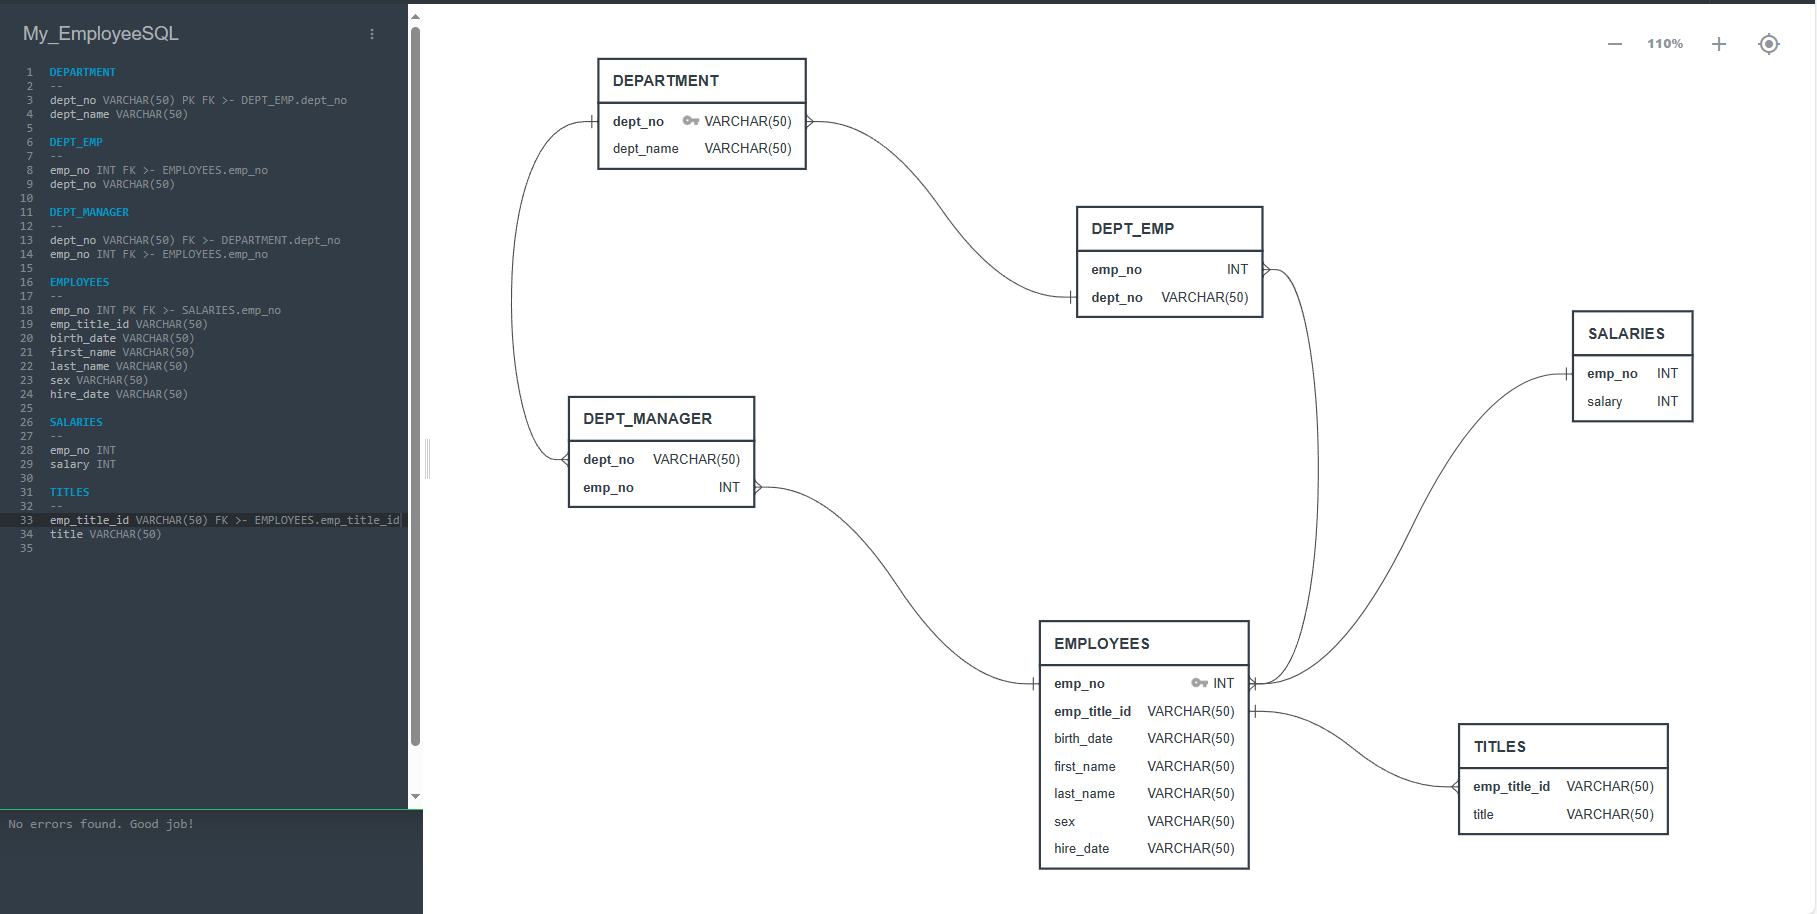 My_EmployeeSQL
1 DEPARTMENT
2 --
3 dept_no VARCHAR(50) PK FK >- DEPT_EMP.dept_no
4 dept_name VARCHAR(50)
5
6 DEPT_EMP
7 --
8 emp_no INT FK >- EMPLOYEES.emp_no
9 dept_no VARCHAR(50)
10
11 DEPT_MANAGER
12 --
13 dept_no VARCHAR(50) FK >- DEPARTMENT.dept_no
14 emp_no INT FK >- EMPLOYEES.emp_no
15
16 EMPLOYEES
17 --
18 emp_no INT PK FK >- SALARIES.emp_no
19 emp_title_id VARCHAR(50)
20 birth_date VARCHAR(50)
21 first_name VARCHAR(50)
22 last_name VARCHAR(50)
23 sex VARCHAR(50)
24 hire_date VARCHAR(50)
25
26 SALARIES
27 --
28 emp_no INT
29 salary INT
30
31 TITLES
32 --
33 emp_title_id VARCHAR(50) FK >- EMPLOYEES.emp_title_id
34 title VARCHAR(50)
35
No errors found. Good job!
110%
DEPARTMENT
dept_no VARCHAR(50)
dept_name VARCHAR(50)
DEPT_EMP
emp_no INT
dept_no VARCHAR(50)
SALARIES
emp_no INT
salary INT
DEPT_MANAGER
dept_no VARCHAR(50)
emp_no INT
EMPLOYEES
emp_no INT
emp_title_id VARCHAR(50)
birth_date VARCHAR(50)
first_name VARCHAR(50)
last_name VARCHAR(50)
sex VARCHAR(50)
hire_date VARCHAR(50)
TITLES
emp_title_id VARCHAR(50)
title VARCHAR(50)